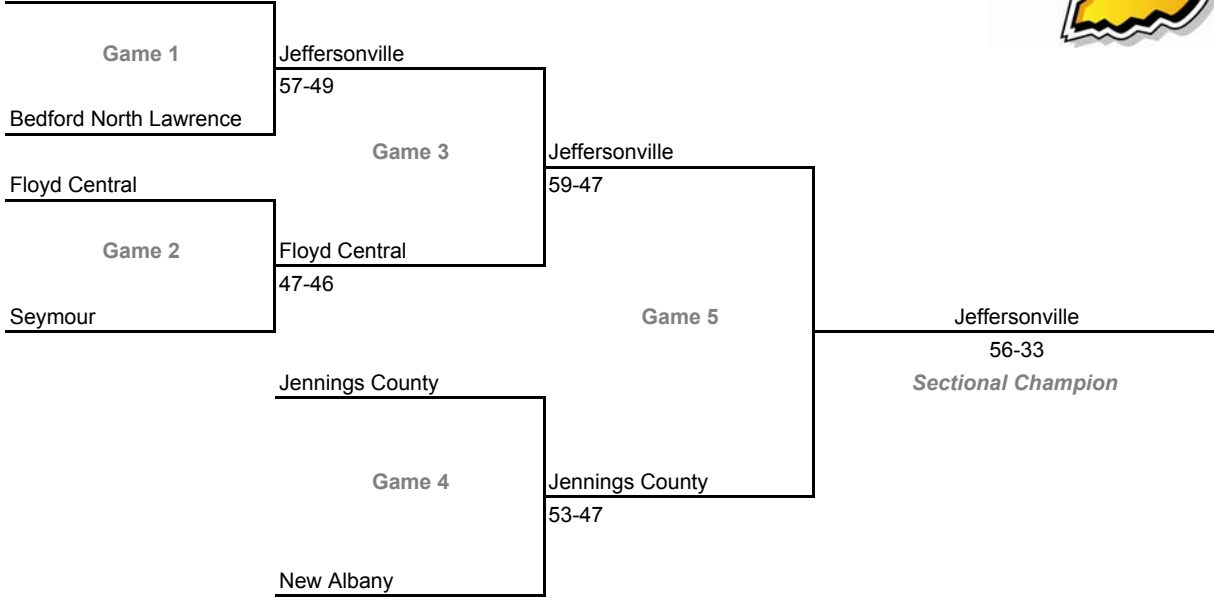 Game 1
Jeffersonville
57-49
Bedford North Lawrence
Game 3
Jeffersonville
Floyd Central
59-47
Game 2
Floyd Central
47-46
Seymour
Game 5
Jeffersonville
56-33
Jennings County
Sectional Champion
Game 4
Jennings County
53-47
New Albany